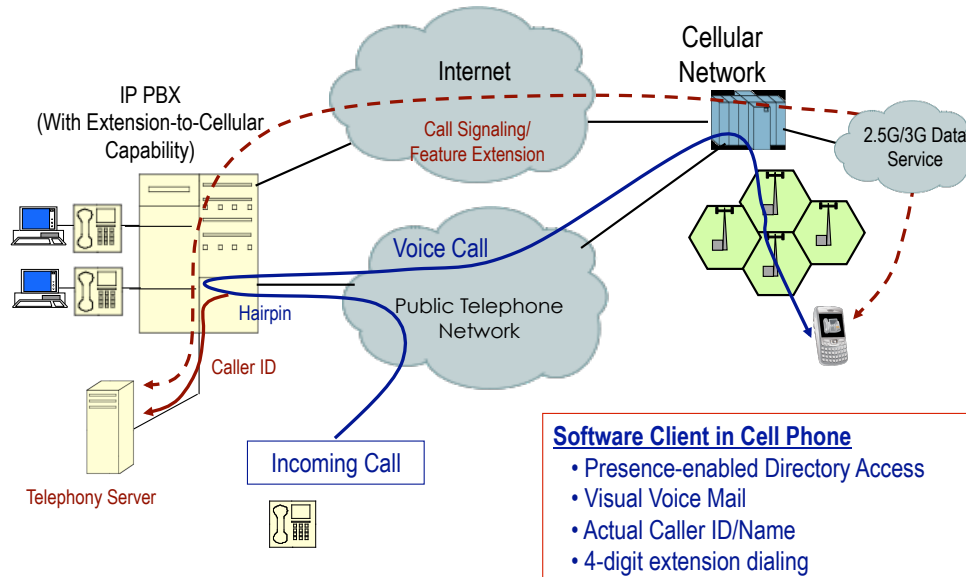 Cellular
Network
Internet
IP PBX
(With Extension-to-Cellular
Capability)
Call Signaling/
Feature Extension
2.5G/3G Data
Service
Voice Call
Public Telephone
Network
Hairpin
Caller ID
Telephony Server
Incoming Call
Software Client in Cell Phone
• Presence-enabled Directory Access
• Visual Voice Mail
• Actual Caller ID/Name
• 4-digit extension dialing